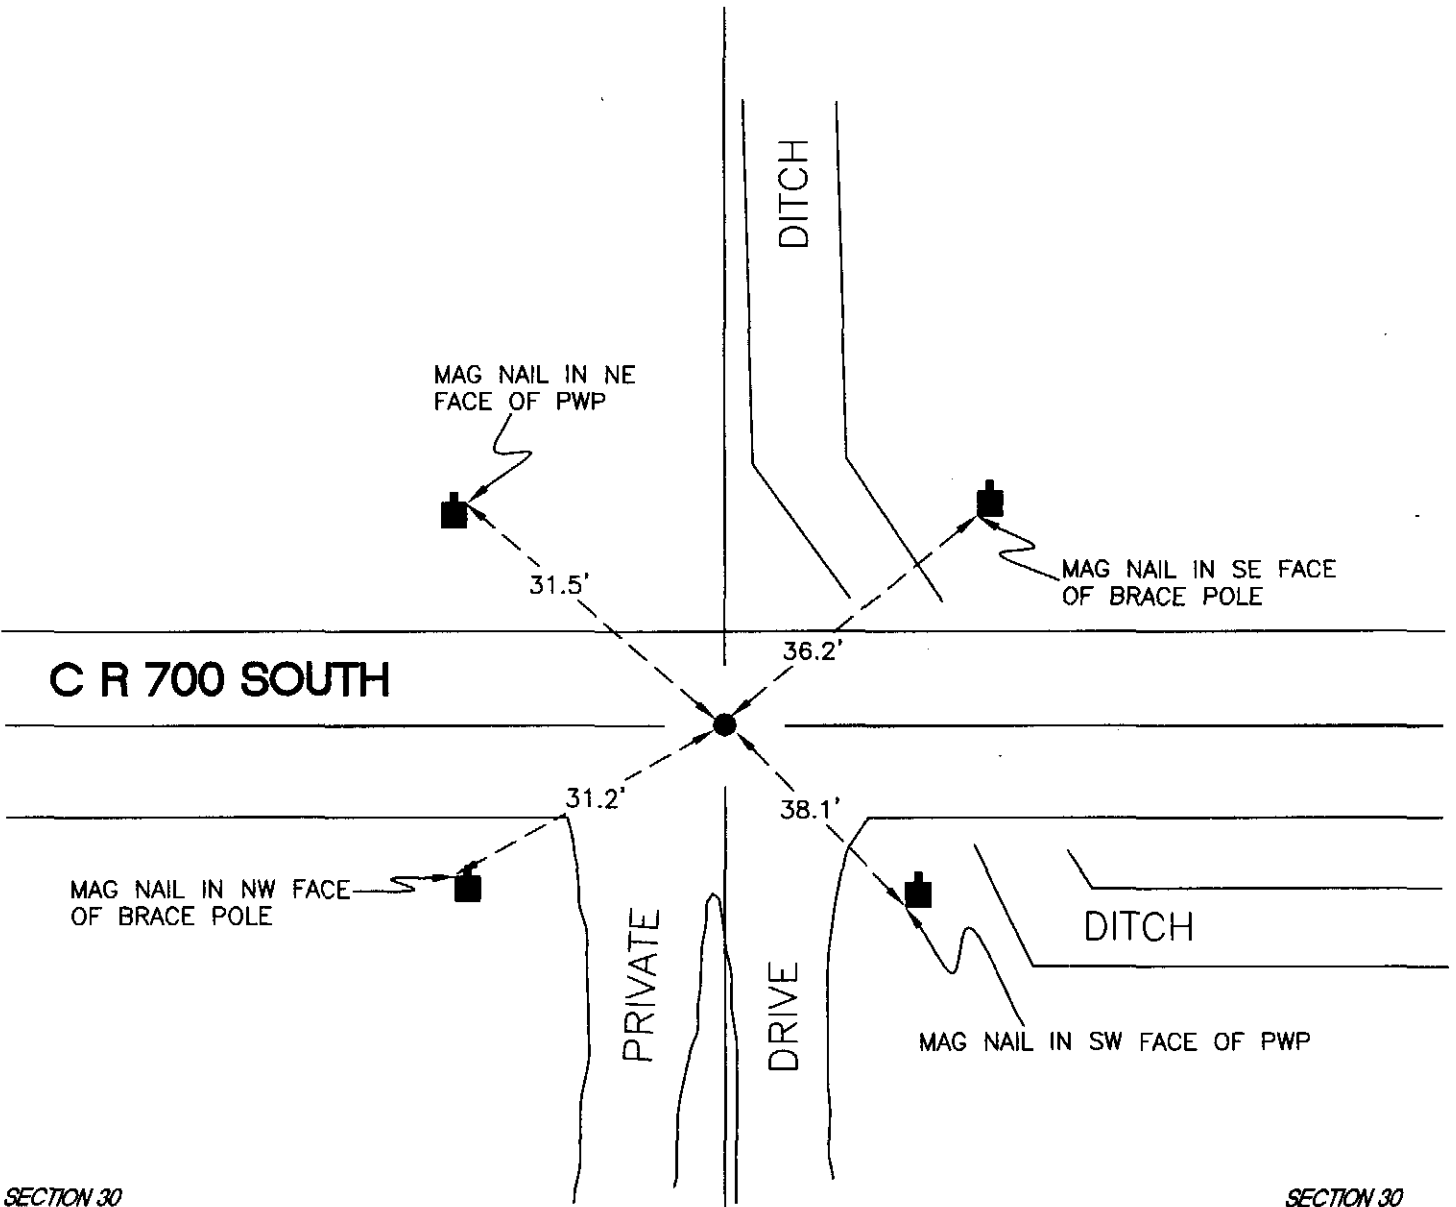 DITCH
MAG NAIL IN NE
FACE OF PWP
31.5'
MAG NAIL IN SE FACE
OF BRACE POLE
36.2'
C R 700 SOUTH
31.2'
38.1'
MAG NAIL IN NW FACE
OF BRACE POLE
PRIVATE
DRIVE
DITCH
MAG NAIL IN SW FACE OF PWP
SECTION 30
SECTION 30